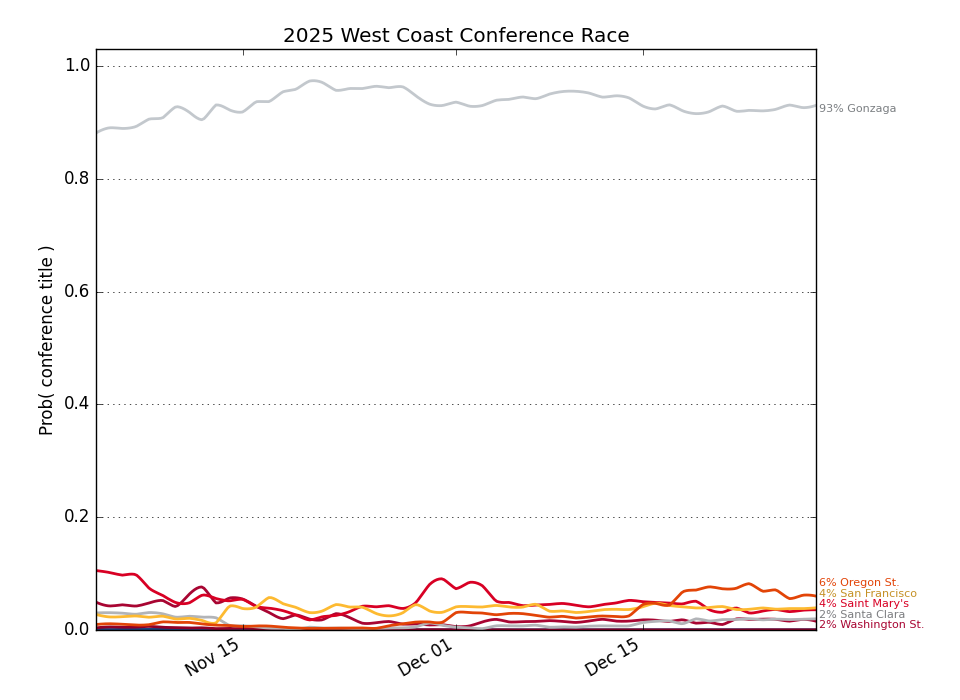 2025 West Coast Conference Race
Prob( conference title )
1.0
0.8
0.6
0.4
0.2
0.0
Nov 15
Dec 01
Dec 15
93% Gonzaga
6% Oregon St.
4% San Francisco
4% Saint Mary's
2% Santa Clara
2% Washington St.